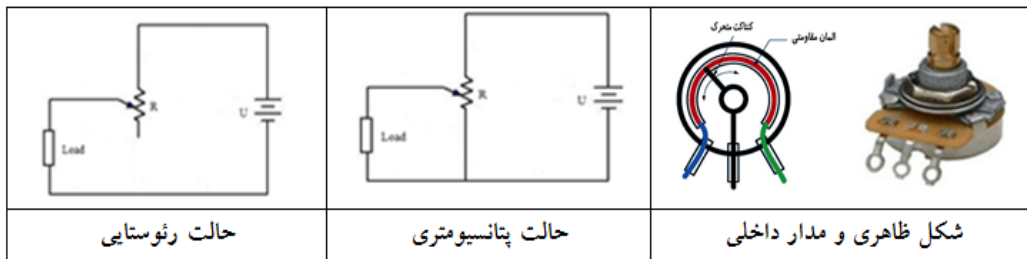 کنتاکت متحرک
المان مقاومتی
R
U
Load
R
U
Load
شکل ظاهری و مدار داخلی
حالت پتانسیومتری
حالت رئوستایی